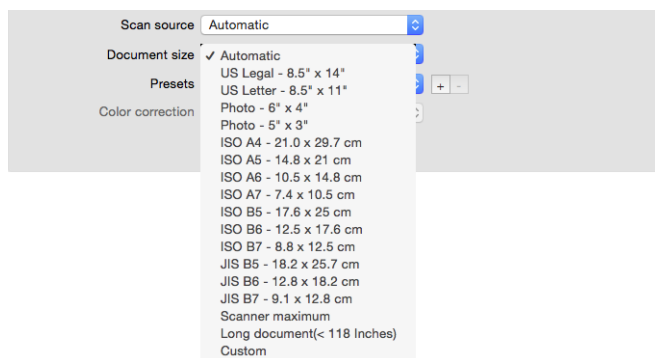 Scan source Automatic
Document size ✓ Automatic
US Legal - 8.5" x 14"
Presets + -
US Letter - 8.5" x 11"
Color correction Photo - 6" x 4"
Photo - 5" x 3"
ISO A4 - 21.0 x 29.7 cm
ISO A5 - 14.8 x 21 cm
ISO A6 - 10.5 x 14.8 cm
ISO A7 - 7.4 x 10.5 cm
ISO B5 - 17.6 x 25 cm
ISO B6 - 12.5 x 17.6 cm
ISO B7 - 8.8 x 12.5 cm
JIS B5 - 18.2 x 25.7 cm
JIS B6 - 12.8 x 18.2 cm
JIS B7 - 9.1 x 12.8 cm
Scanner maximum
Long document(< 118 Inches)
Custom